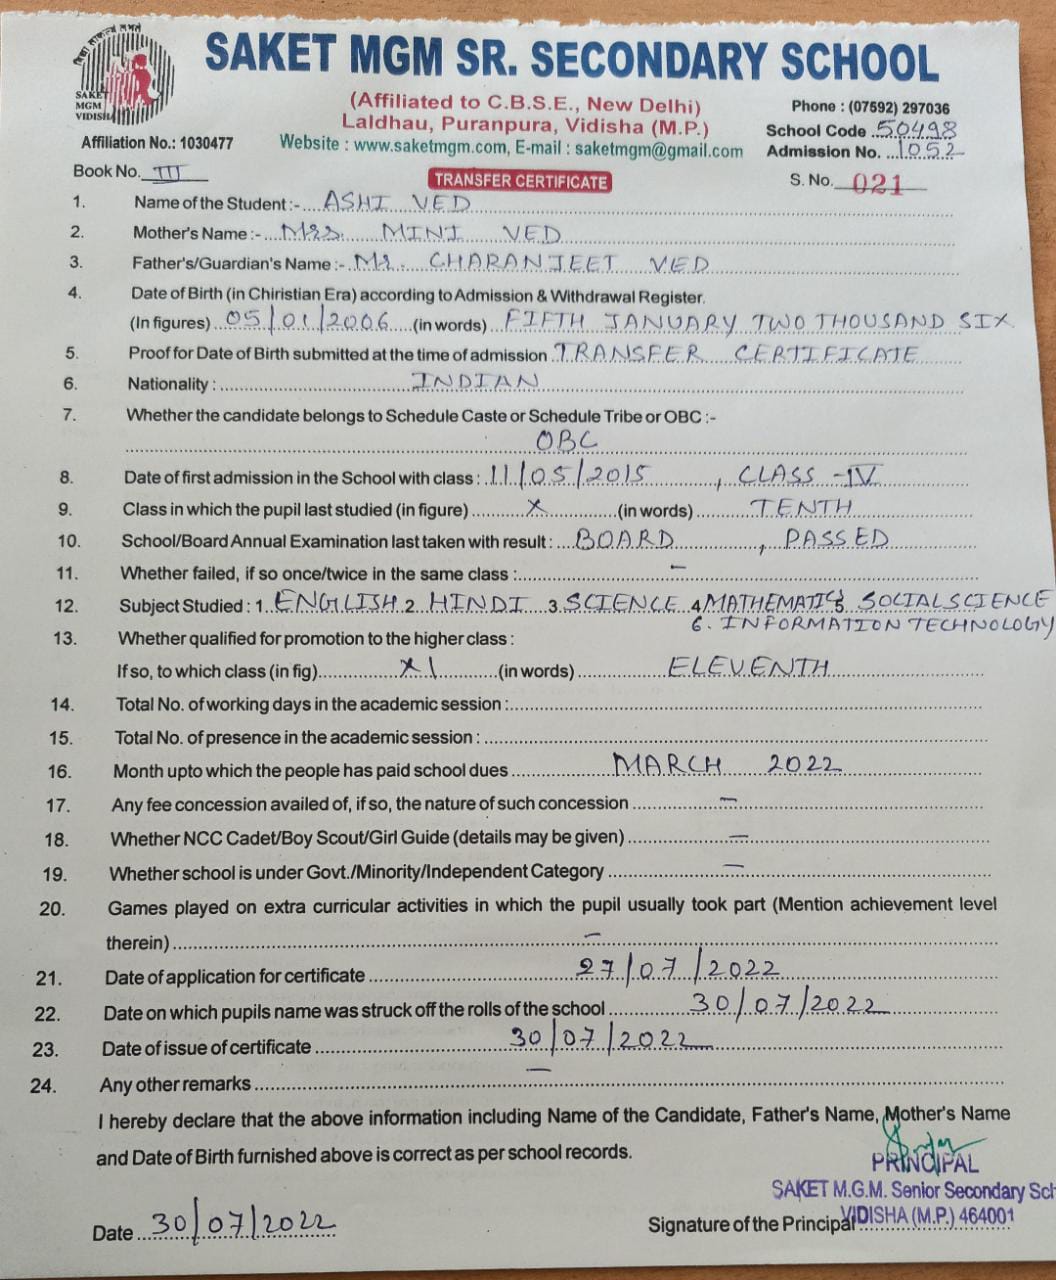 SAKET MGM SR. SECONDARY SCHOOL
SAKET
MGM
VIDISHA
(Affiliated to C.B.S.E., New Delhi)
Laldhau, Puranpura, Vidisha (M.P.)
Phone : (07592) 297036
School Code 50498
Affiliation No.: 1030477
Website : www.saketmgm.com, E-mail : saketmgm@gmail.com
Admission No. 1052
Book No. III
TRANSFER CERTIFICATE
S. No. 021
1. Name of the Student :- ASHI VED
2. Mother's Name :- Mrs. MINI VED
3. Father's/Guardian's Name :- Mr. CHARANJEET VED
4. Date of Birth (in Chiristian Era) according to Admission & Withdrawal Register.
(In figures) 05/01/2006 (in words) FIFTH JANUARY TWO THOUSAND SIX
5. Proof for Date of Birth submitted at the time of admission TRANSFER CERTIFICATE
6. Nationality : INDIAN
7. Whether the candidate belongs to Schedule Caste or Schedule Tribe or OBC :-
OBC
8. Date of first admission in the School with class : 11/05/2015, CLASS - IV
9. Class in which the pupil last studied (in figure) X (in words) TENTH
10. School/Board Annual Examination last taken with result : BOARD, PASSED
11. Whether failed, if so once/twice in the same class : -
12. Subject Studied : 1. ENGLISH 2. HINDI 3. SCIENCE 4 MATHEMATICS 5. SOCIAL SCIENCE
6. INFORMATION TECHNOLOGY
13. Whether qualified for promotion to the higher class :
If so, to which class (in fig) XI (in words) ELEVENTH
14. Total No. of working days in the academic session :
15. Total No. of presence in the academic session :
16. Month upto which the people has paid school dues MARCH 2022
17. Any fee concession availed of, if so, the nature of such concession -
18. Whether NCC Cadet/Boy Scout/Girl Guide (details may be given) -
19. Whether school is under Govt./Minority/Independent Category -
20. Games played on extra curricular activities in which the pupil usually took part (Mention achievement level
therein) -
21. Date of application for certificate 27/07/2022
22. Date on which pupils name was struck off the rolls of the school 30/07/2022
23. Date of issue of certificate 30/07/2022
24. Any other remarks -
I hereby declare that the above information including Name of the Candidate, Father's Name, Mother's Name
and Date of Birth furnished above is correct as per school records.
PRINCIPAL
SAKET M.G.M. Senior Secondary Sch
VIDISHA (M.P.) 464001
Date 30/07/2022
Signature of the Principal